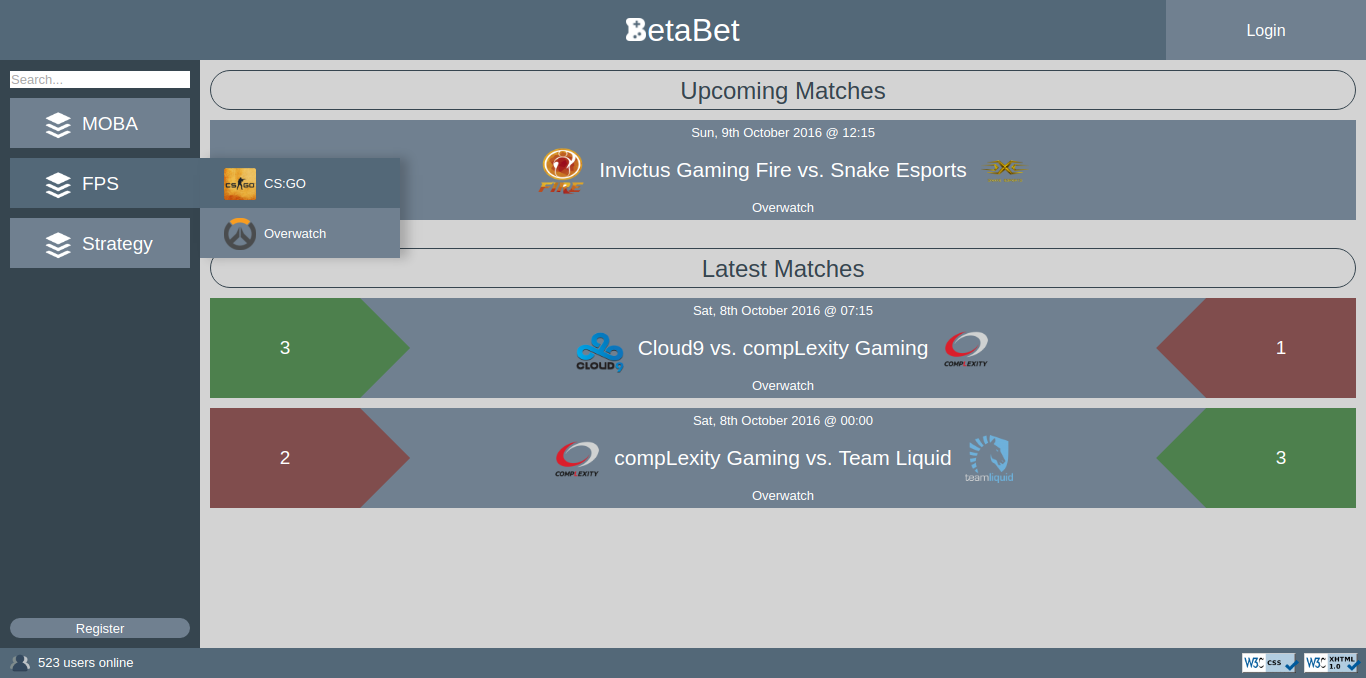 BetaBet
Login
Search...
MOBA
FPS
Strategy
CS:GO
CS GO
Overwatch
Upcoming Matches
Sun, 9th October 2016 @ 12:15
FIRE
Invictus Gaming Fire vs. Snake Esports
Overwatch
Latest Matches
Sat, 8th October 2016 @ 07:15
3
CLOUD9
Cloud9 vs. compLexity Gaming
COMPLEXITY
1
Overwatch
Sat, 8th October 2016 @ 00:00
2
COMPLEXITY
compLexity Gaming vs. Team Liquid
teamliquid
3
Overwatch
Register
523 users online
W3C CSS
W3C XHTML 1.0